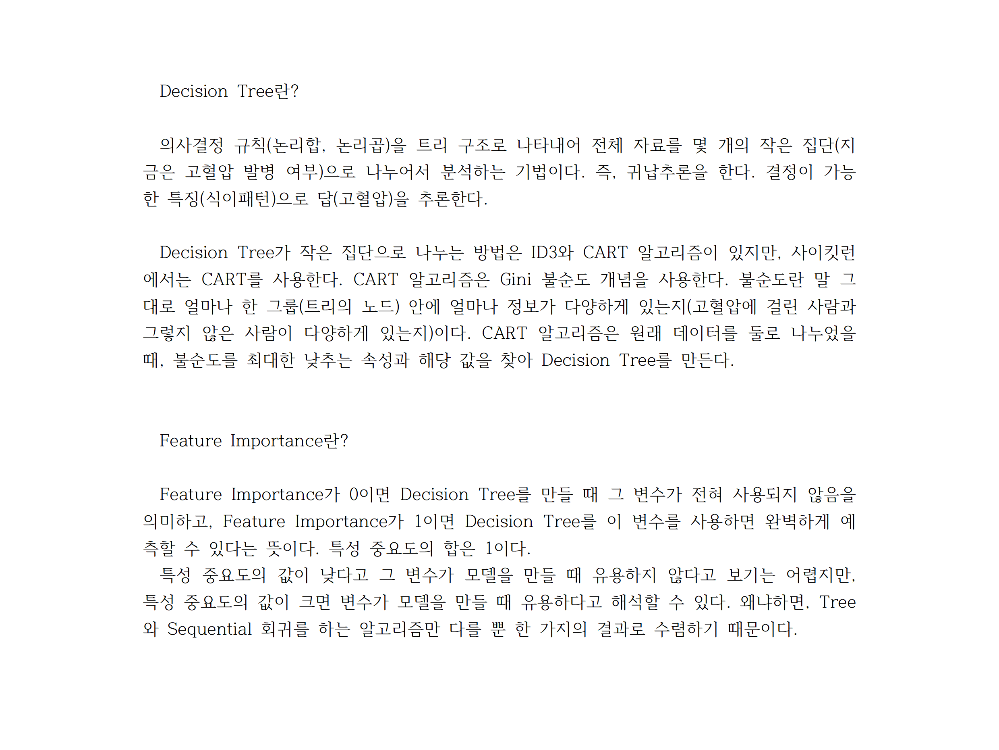 Decision Tree란?
의사결정 규칙(논리합, 논리곱)을 트리 구조로 나타내어 전체 자료를 몇 개의 작은 집단(지
금은 고혈압 발병 여부)으로 나누어서 분석하는 기법이다. 즉, 귀납추론을 한다. 결정이 가능
한 특징(식이패턴)으로 답(고혈압)을 추론한다.
Decision Tree가 작은 집단으로 나누는 방법은 ID3와 CART 알고리즘이 있지만, 사이킷런
에서는 CART를 사용한다. CART 알고리즘은 Gini 불순도 개념을 사용한다. 불순도란 말 그
대로 얼마나 한 그룹(트리의 노드) 안에 얼마나 정보가 다양하게 있는지(고혈압에 걸린 사람과
그렇지 않은 사람이 다양하게 있는지)이다. CART 알고리즘은 원래 데이터를 둘로 나누었을
때, 불순도를 최대한 낮추는 속성과 해당 값을 찾아 Decision Tree를 만든다.
Feature Importance란?
Feature Importance가 0이면 Decision Tree를 만들 때 그 변수가 전혀 사용되지 않음을
의미하고, Feature Importance가 1이면 Decision Tree를 이 변수를 사용하면 완벽하게 예
측할 수 있다는 뜻이다. 특성 중요도의 합은 1이다.
특성 중요도의 값이 낮다고 그 변수가 모델을 만들 때 유용하지 않다고 보기는 어렵지만,
특성 중요도의 값이 크면 변수가 모델을 만들 때 유용하다고 해석할 수 있다. 왜냐하면, Tree
와 Sequential 회귀를 하는 알고리즘만 다를 뿐 한 가지의 결과로 수렴하기 때문이다.